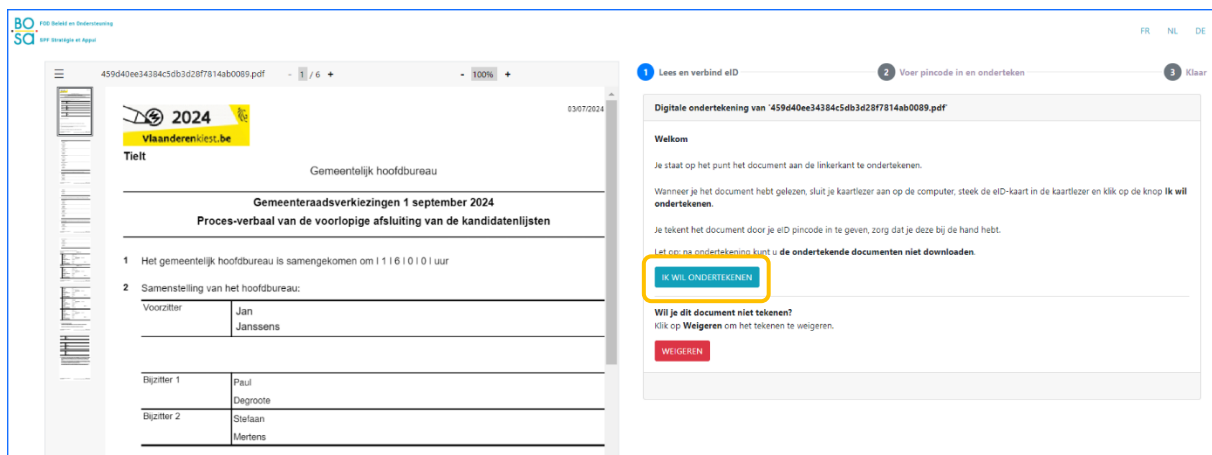 BO FOD Beleid en Ondersteuning
SA SPF Stratégie et Appui
FR NL DE
459d40ee34384c5db3d28f7814ab0089.pdf - 1 / 6 + - 100% +
2024
Vlaanderenkiest.be
03/07/2024
Tielt
Gemeentelijk hoofdbureau
Gemeenteraadsverkiezingen 1 september 2024
Proces-verbaal van de voorlopige afsluiting van de kandidatenlijsten
1 Het gemeentelijk hoofdbureau is samengekomen om I 1 I 6 I 0 I 0 I uur
2 Samenstelling van het hoofdbureau:
Voorzitter Jan
Janssens
Bijzitter 1 Paul
Degroote
Bijzitter 2 Stefaan
Mertens
1 Lees en verbind eID 2 Voer pincode in en onderteken 3 Klaar
Digitale ondertekening van '459d40ee34384c5db3d28f7814ab0089.pdf'
Welkom
Je staat op het punt het document aan de linkerkant te ondertekenen.
Wanneer je het document hebt gelezen, sluit je kaartlezer aan op de computer, steek de eID-kaart in de kaartlezer en klik op de knop Ik wil
ondertekenen.
Je tekent het document door je eID pincode in te geven, zorg dat je deze bij de hand hebt.
Let op: na ondertekening kunt u de ondertekende documenten niet downloaden.
IK WIL ONDERTEKENEN
Wil je dit document niet tekenen?
Klik op Weigeren om het tekenen te weigeren.
WEIGEREN